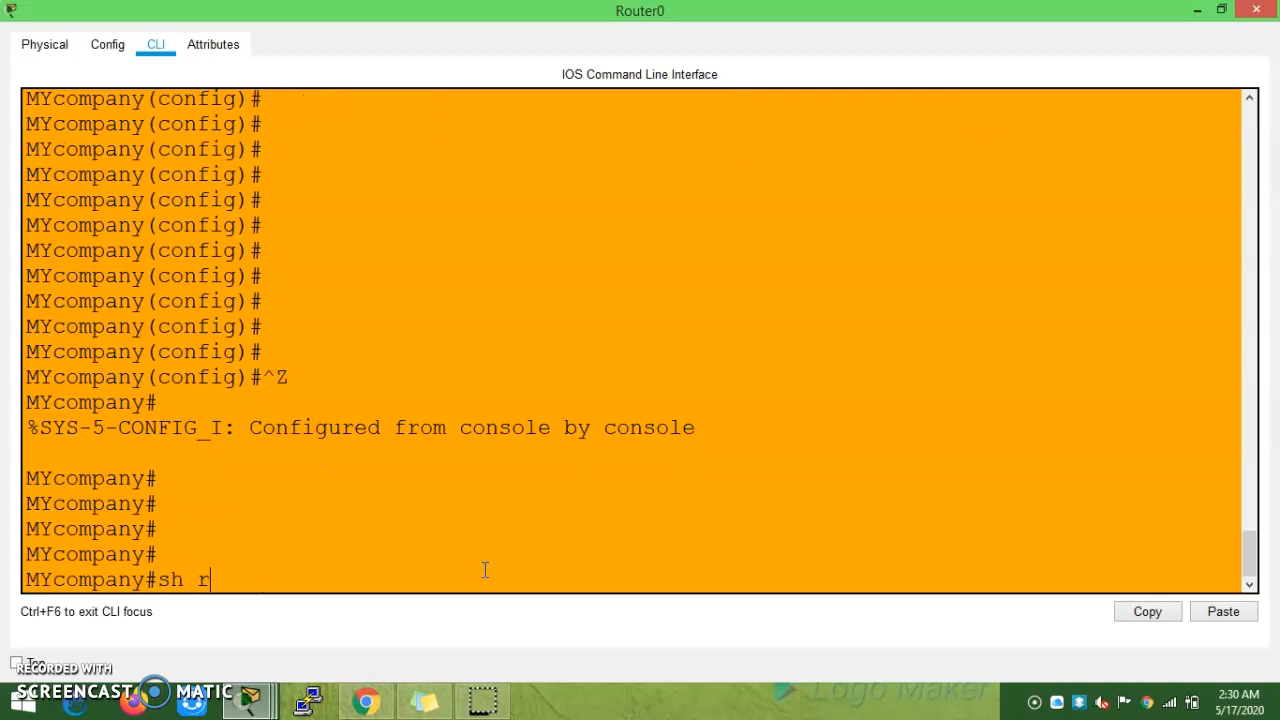 Router0
Physical Config CLI Attributes
IOS Command Line Interface
MYcompany(config)#
MYcompany(config)#
MYcompany(config)#
MYcompany(config)#
MYcompany(config)#
MYcompany(config)#
MYcompany(config)#
MYcompany(config)#
MYcompany(config)#
MYcompany(config)#
MYcompany(config)#
MYcompany(config)#^Z
MYcompany#
%SYS-5-CONFIG_I: Configured from console by console
MYcompany#
MYcompany#
MYcompany#
MYcompany#
MYcompany#sh r
Ctrl+F6 to exit CLI focus
Copy Paste
Top
RECORDED WITH
SCREENCAST MATIC
Logo Maker
2:30 AM
5/17/2020